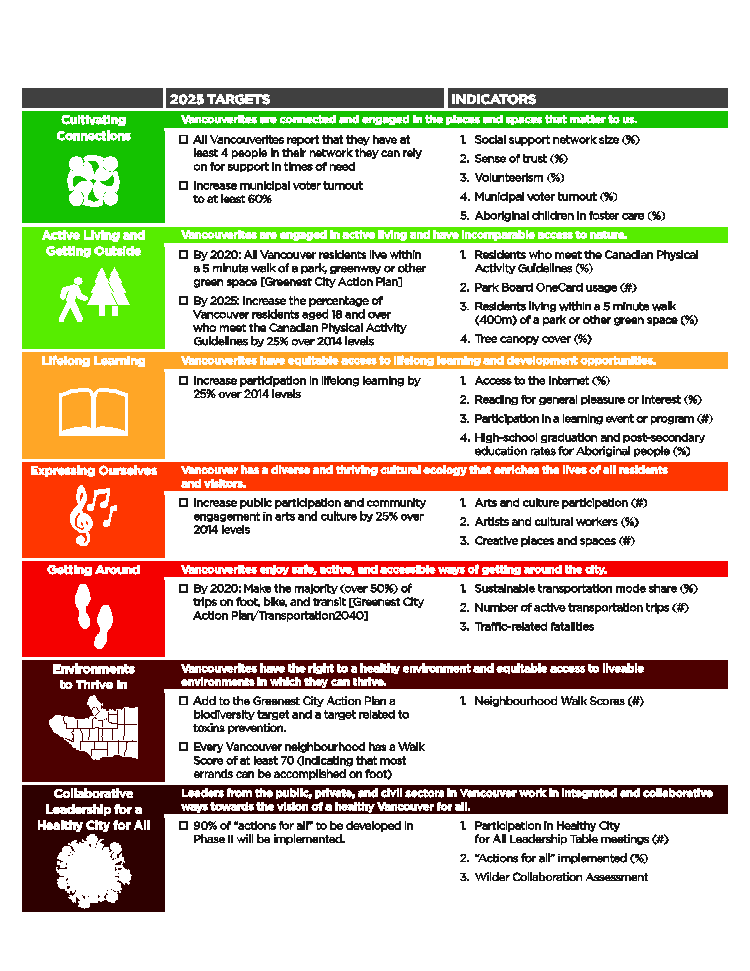 2025 TARGETS
INDICATORS
Cultivating
Connections
Vancouverites are connected and engaged in the places and spaces that matter to us.
All Vancouverites report that they have at
least 4 people in their network they can rely
on for support in times of need
Increase municipal voter turnout
to at least 60%
1. Social support network size (%)
2. Sense of trust (%)
3. Volunteerism (%)
4. Municipal voter turnout (%)
5. Aboriginal children in foster care (%)
Active Living and
Getting Outside
Vancouverites are engaged in active living and have incomparable access to nature.
By 2020: All Vancouver residents live within
a 5 minute walk of a park, greenway or other
green space [Greenest City Action Plan]
By 2025: Increase the percentage of
Vancouver residents aged 18 and over
who meet the Canadian Physical Activity
Guidelines by 25% over 2014 levels
1. Residents who meet the Canadian Physical
Activity Guidelines (%)
2. Park Board OneCard usage (#)
3. Residents living within a 5 minute walk
(400m) of a park or other green space (%)
4. Tree canopy cover (%)
Lifelong Learning
Vancouverites have equitable access to lifelong learning and development opportunities.
Increase participation in lifelong learning by
25% over 2014 levels
1. Access to the Internet (%)
2. Reading for general pleasure or interest (%)
3. Participation in a learning event or program (#)
4. High-school graduation and post-secondary
education rates for Aboriginal people (%)
Expressing Ourselves
Vancouver has a diverse and thriving cultural ecology that enriches the lives of all residents
and visitors.
Increase public participation and community
engagement in arts and culture by 25% over
2014 levels
1. Arts and culture participation (#)
2. Artists and cultural workers (%)
3. Creative places and spaces (#)
Getting Around
Vancouverites enjoy safe, active, and accessible ways of getting around the city.
By 2020: Make the majority (over 50%) of
trips on foot, bike, and transit [Greenest City
Action Plan/Transportation2040]
1. Sustainable transportation mode share (%)
2. Number of active transportation trips (#)
3. Traffic-related fatalities
Environments
to Thrive In
Vancouverites have the right to a healthy environment and equitable access to liveable
environments in which they can thrive.
Add to the Greenest City Action Plan a
biodiversity target and a target related to
toxins prevention.
Every Vancouver neighbourhood has a Walk
Score of at least 70 (indicating that most
errands can be accomplished on foot)
1. Neighbourhood Walk Scores (#)
Collaborative
Leadership for a
Healthy City for All
Leaders from the public, private, and civil sectors in Vancouver work in integrated and collaborative
ways towards the vision of a healthy Vancouver for all.
90% of "actions for all" to be developed in
Phase II will be implemented.
1. Participation in Healthy City
for All Leadership Table meetings (#)
2. "Actions for all" implemented (%)
3. Wilder Collaboration Assessment